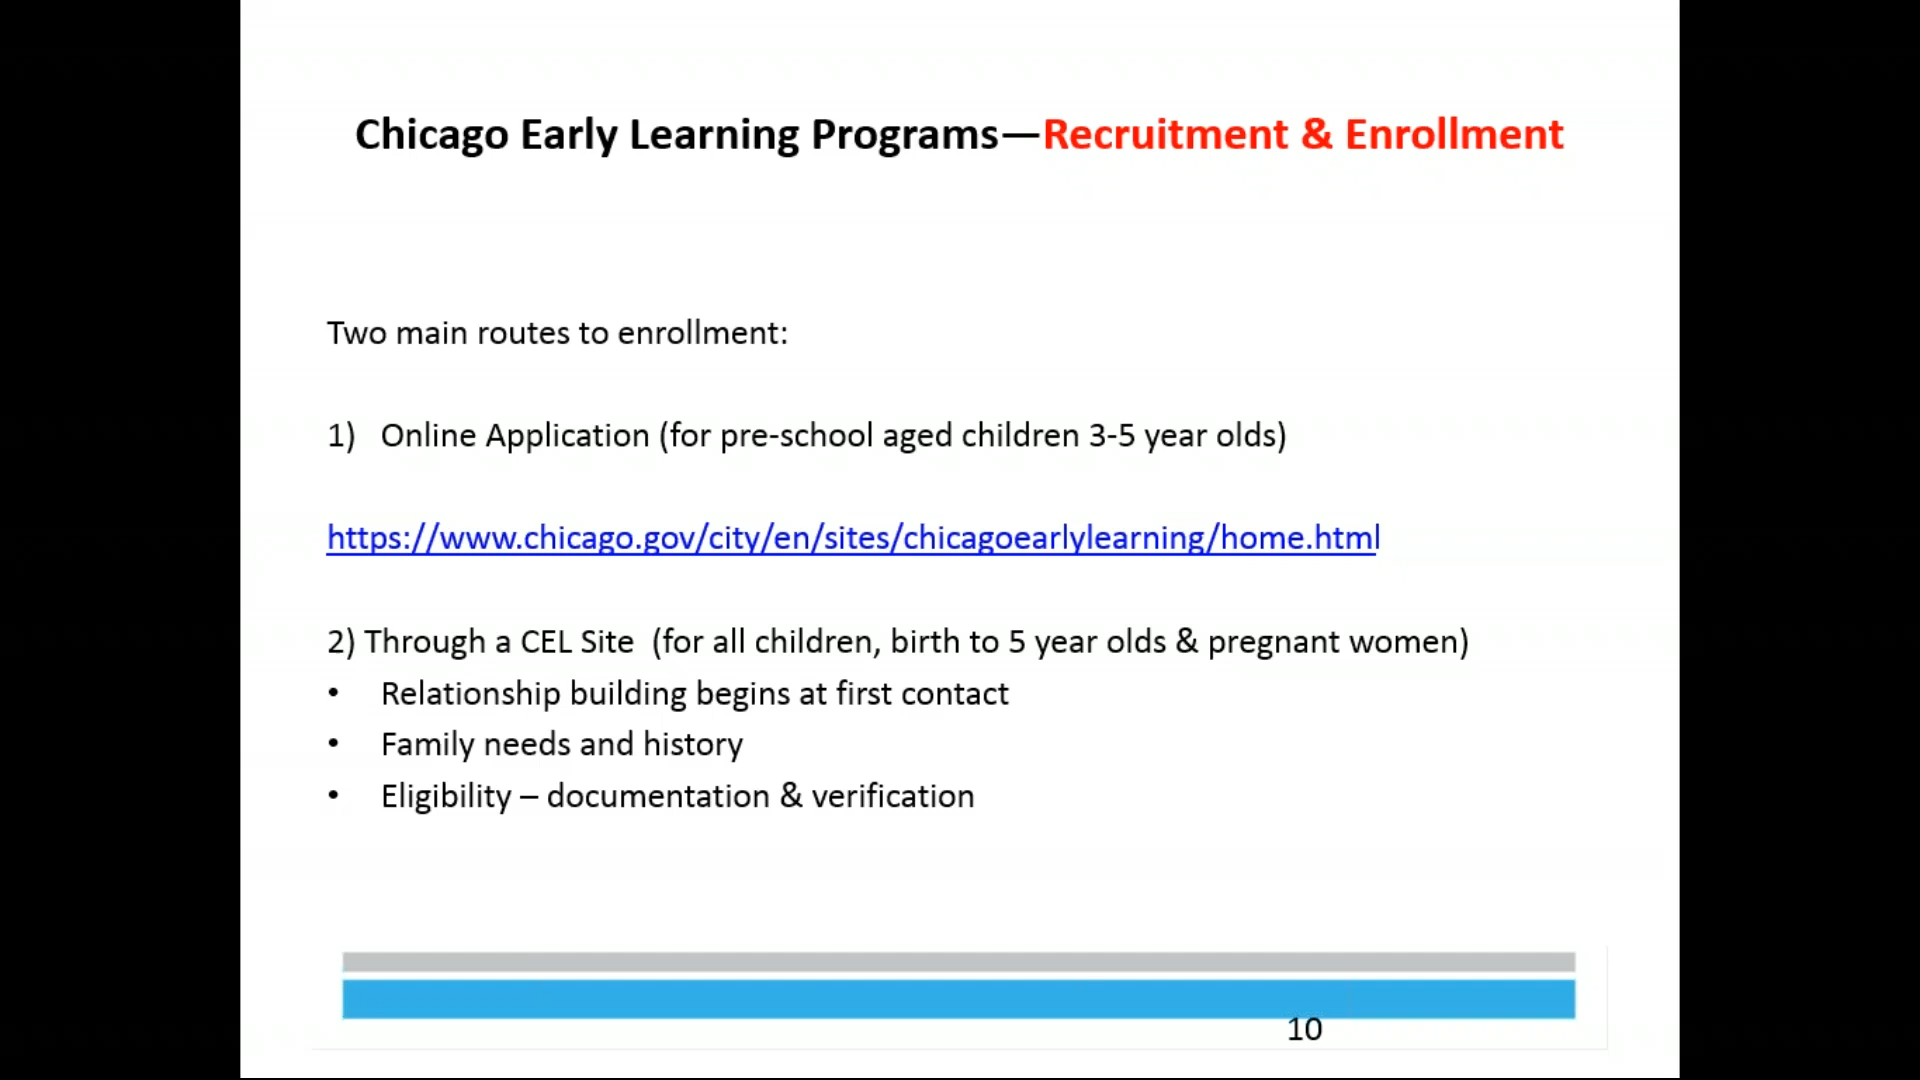 Chicago Early Learning Programs—Recruitment & Enrollment
Two main routes to enrollment:
1) Online Application (for pre-school aged children 3-5 year olds)
https://www.chicago.gov/city/en/sites/chicagoearlylearning/home.html
2) Through a CEL Site (for all children, birth to 5 year olds & pregnant women)
• Relationship building begins at first contact
• Family needs and history
• Eligibility – documentation & verification
10